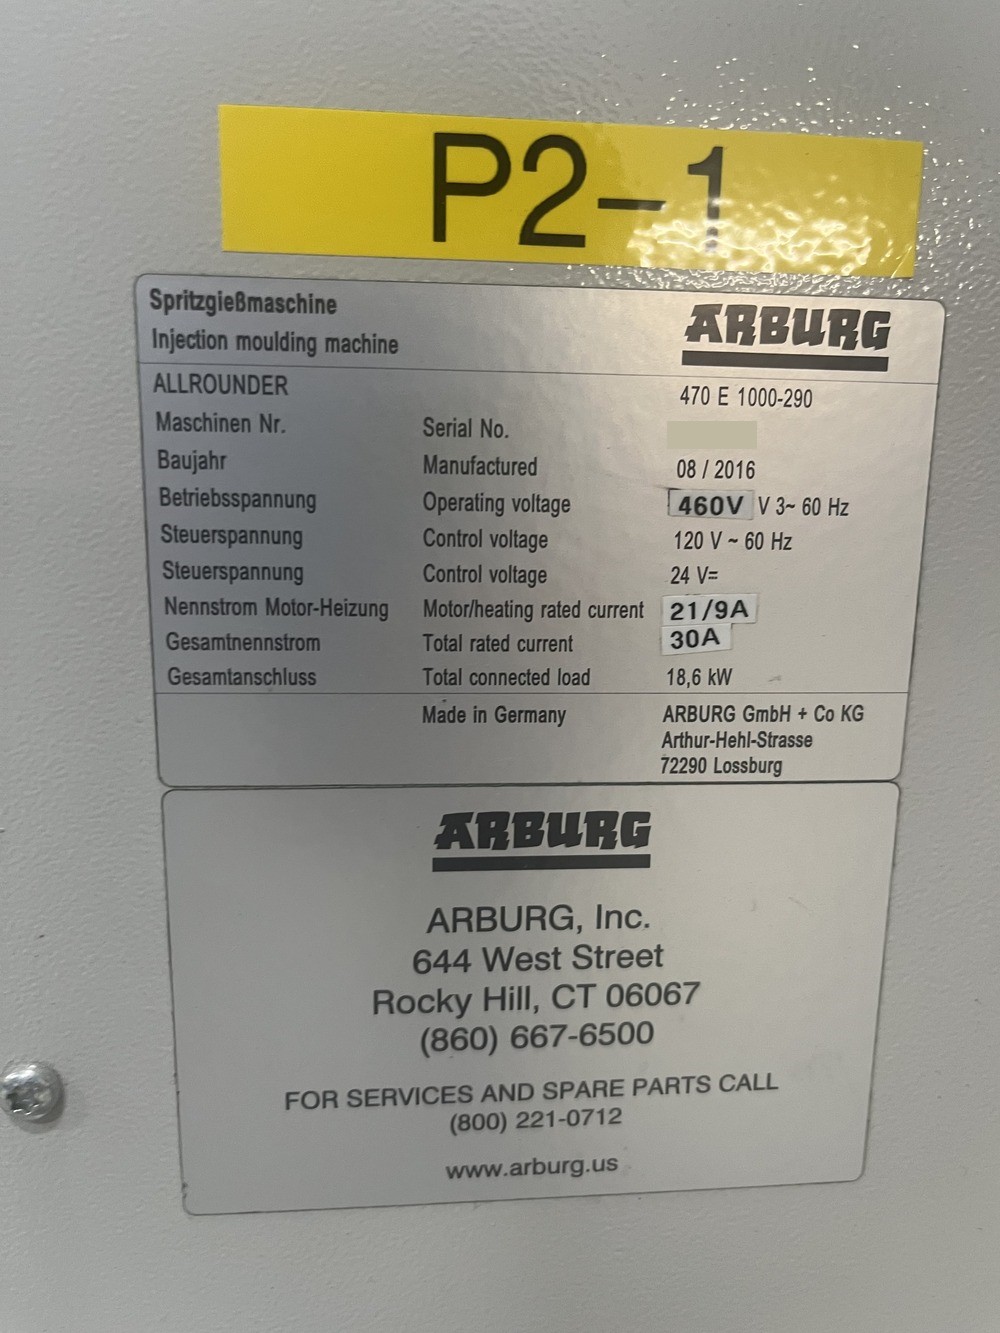 P2-1
Spritzgießmaschine
Injection moulding machine
ARBURG
ALLROUNDER 470 E 1000-290
Maschinen Nr. Serial No.
Baujahr Manufactured 08 / 2016
Betriebsspannung Operating voltage 460V V 3~ 60 Hz
Steuerspannung Control voltage 120 V ~ 60 Hz
Steuerspannung Control voltage 24 V=
Nennstrom Motor-Heizung Motor/heating rated current 21/9A
Gesamtnennstrom Total rated current 30A
Gesamtanschluss Total connected load 18,6 kW
Made in Germany ARBURG GmbH + Co KG
Arthur-Hehl-Strasse
72290 Lossburg
ARBURG
ARBURG, Inc.
644 West Street
Rocky Hill, CT 06067
(860) 667-6500
FOR SERVICES AND SPARE PARTS CALL
(800) 221-0712
www.arburg.us